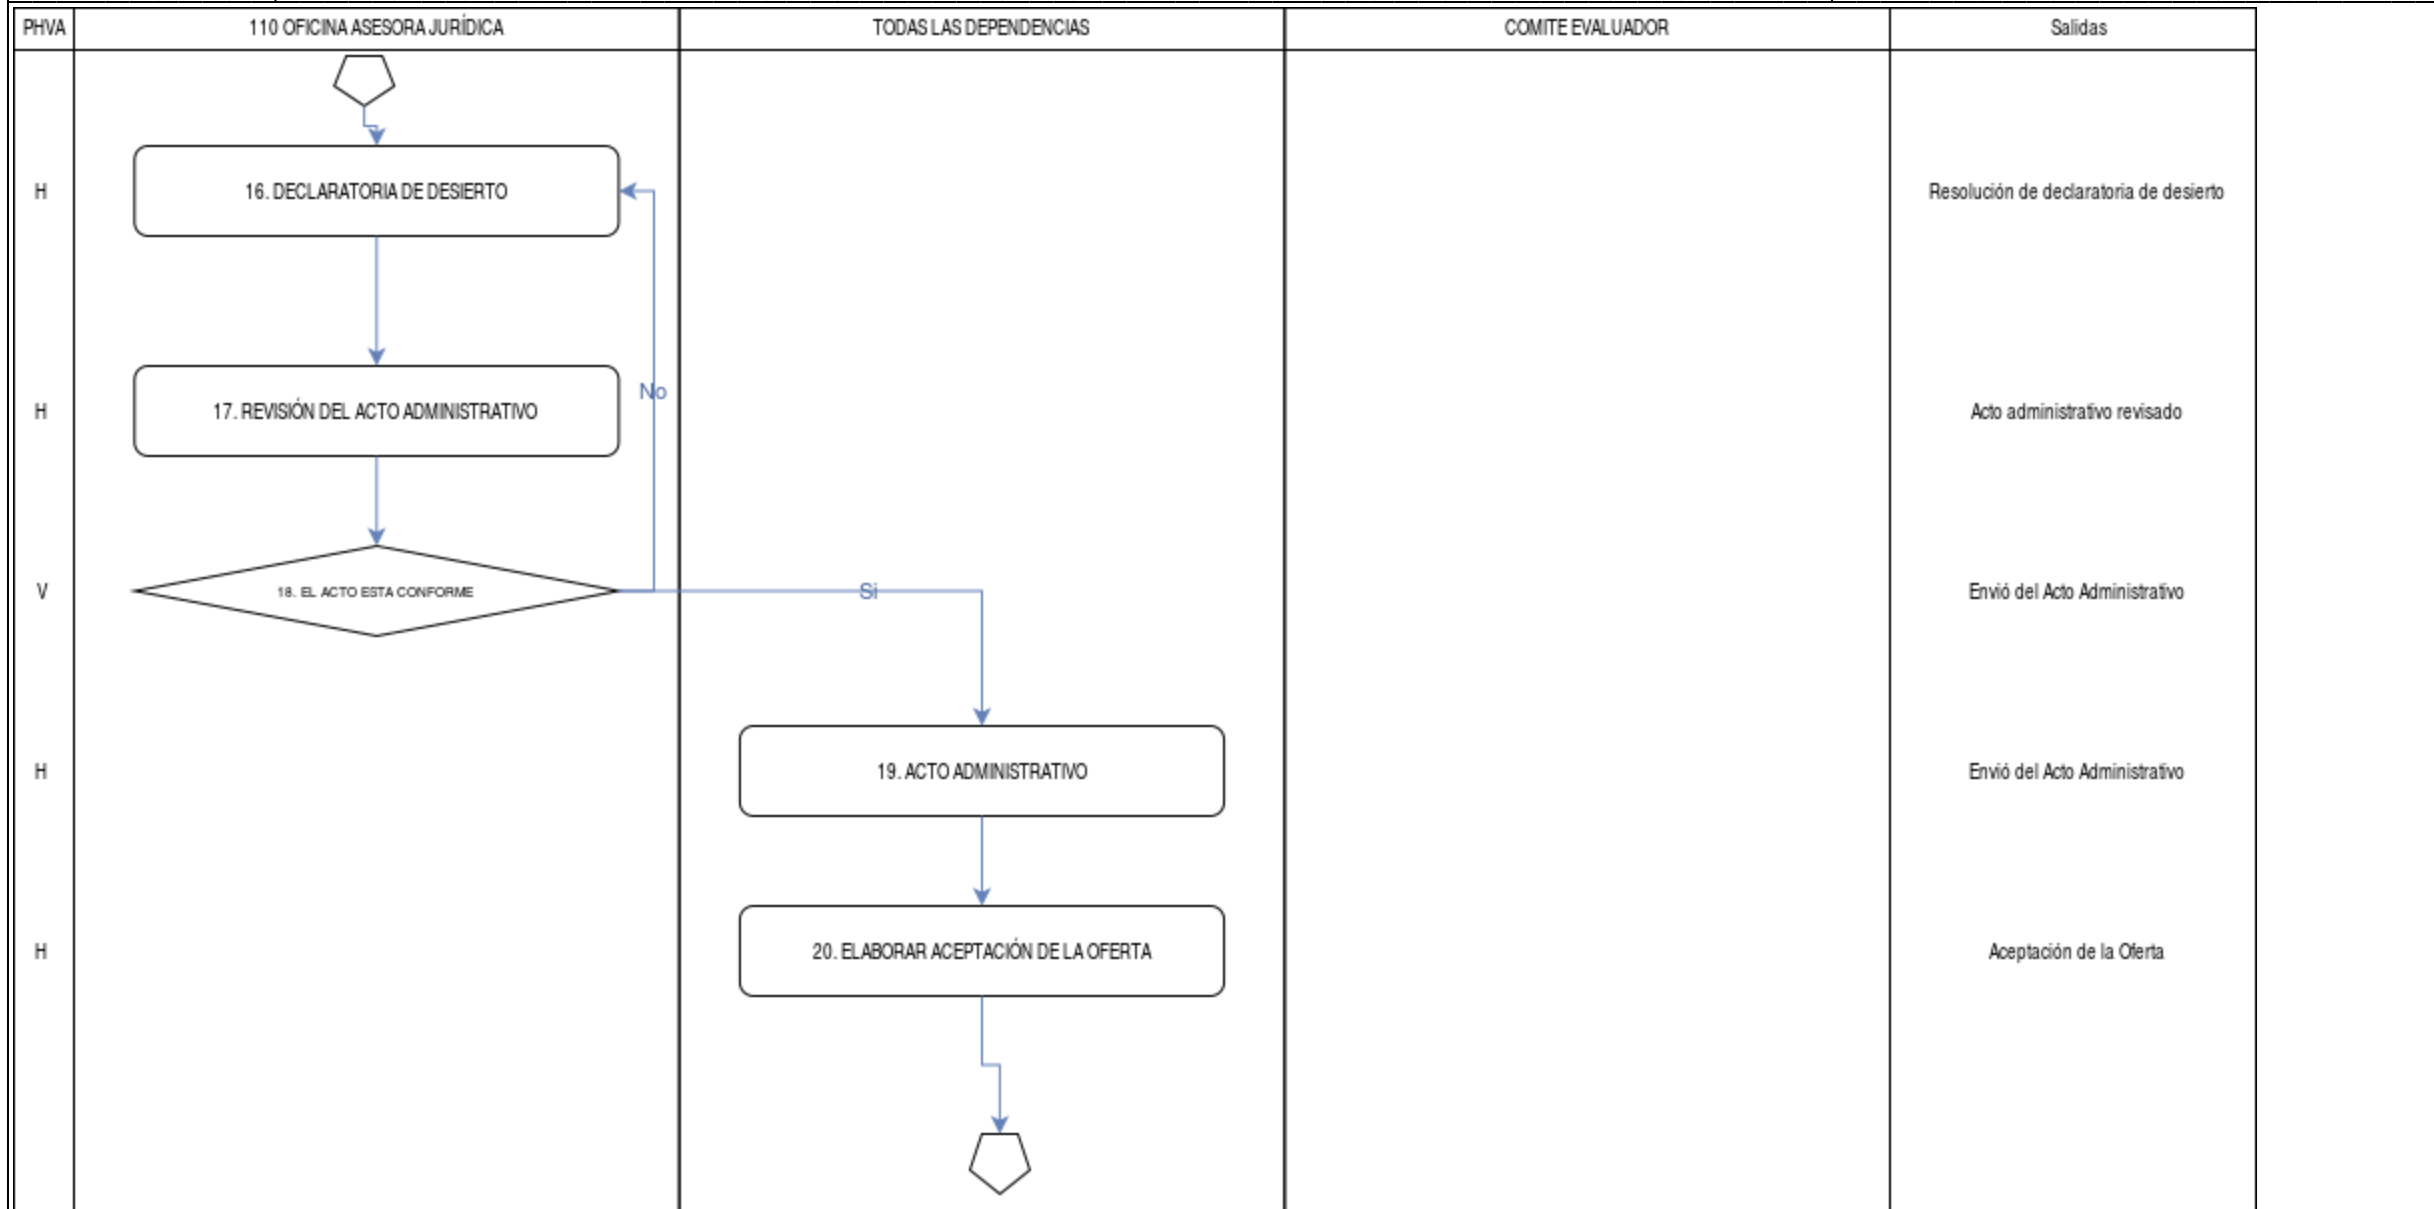 PHVA 110 OFICINA ASESORA JURÍDICA TODAS LAS DEPENDENCIAS COMITE EVALUADOR Salidas
H 16. DECLARATORIA DE DESIERTO Resolución de declaratoria de desierto
No
H 17. REVISIÓN DEL ACTO ADMINISTRATIVO Acto administrativo revisado
V 18. EL ACTO ESTA CONFORME Si Envió del Acto Administrativo
H 19. ACTO ADMINISTRATIVO Envió del Acto Administrativo
H 20. ELABORAR ACEPTACIÓN DE LA OFERTA Aceptación de la Oferta